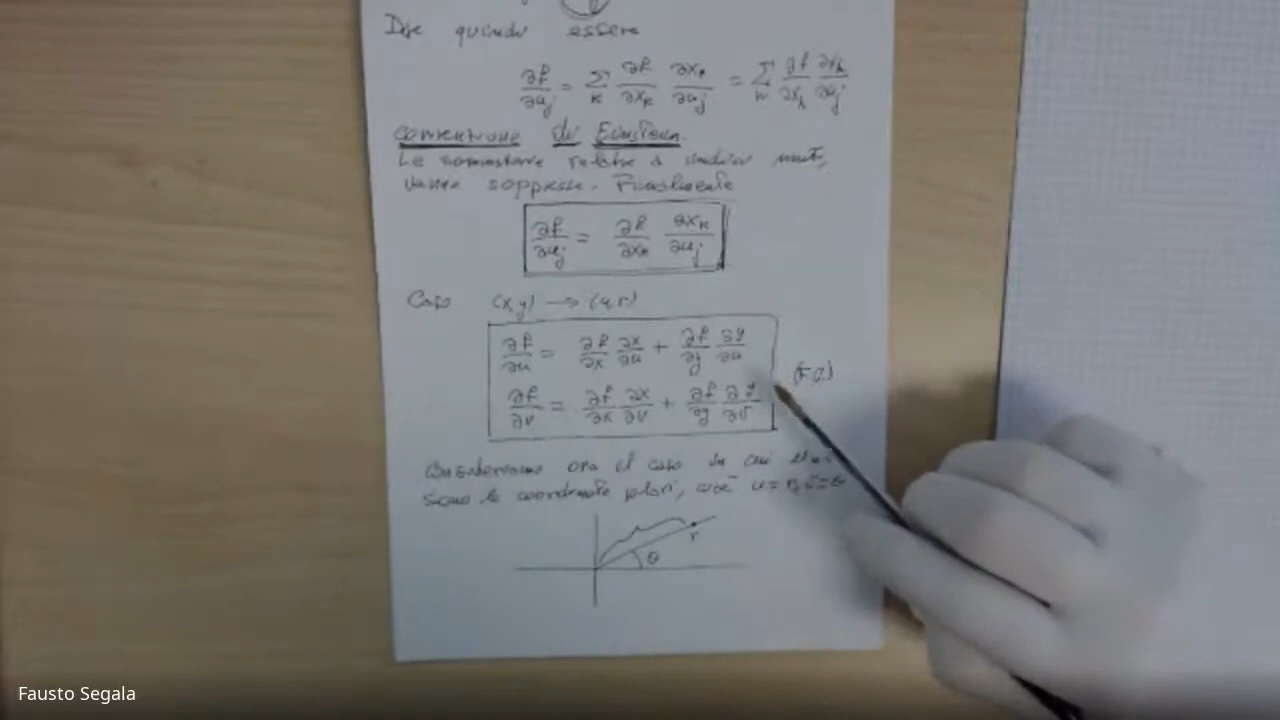 Deve quindi essere
∂f/∂u_j = Σ_k ∂f/∂x_k ∂x_k/∂u_j = Σ_h ∂f/∂x_h ∂x_h/∂u_j
Convenzione di Einstein.
Le sommatorie relative a indici muti,
vanno soppresse. Finalmente
∂f/∂u_j = ∂f/∂x_k ∂x_k/∂u_j
Caso (x,y) → (u,v)
∂f/∂u = ∂f/∂x ∂x/∂u + ∂f/∂y ∂y/∂u
∂f/∂v = ∂f/∂x ∂x/∂v + ∂f/∂y ∂y/∂v
Consideriamo ora il caso in cui
sono le coordinate polari, cioè u=r, v=θ
r
θ
Fausto Segala